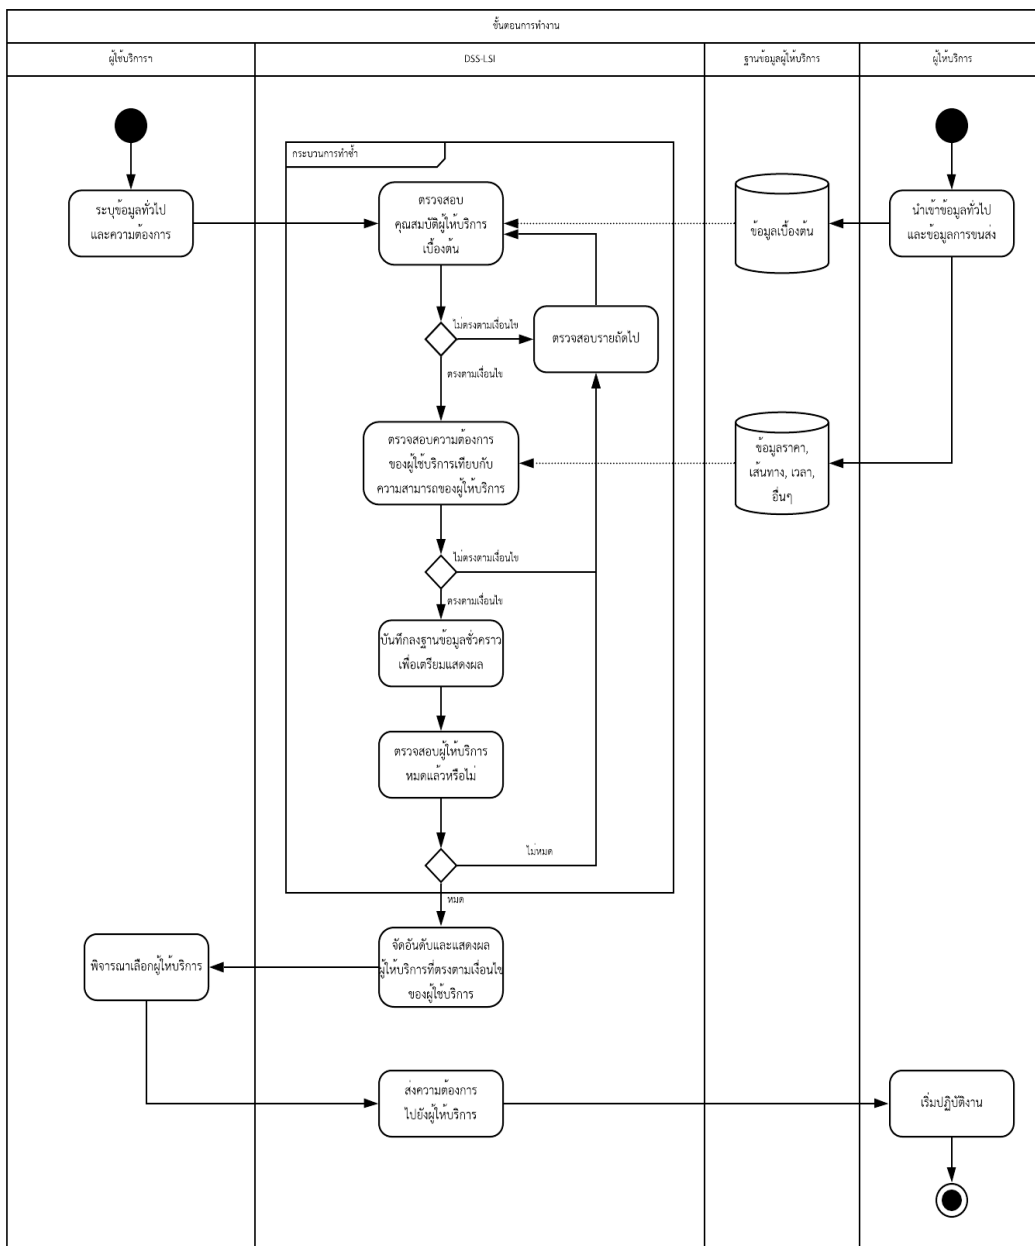 ขั้นตอนการทำงาน
ผู้ใช้บริการฯ
DSS-LSI
ฐานข้อมูลผู้ให้บริการ
ผู้ให้บริการ
กระบวนการทำซ้ำ
ระบุข้อมูลทั่วไป
และความต้องการ
ตรวจสอบ
คุณสมบัติผู้ให้บริการ
เบื้องต้น
ข้อมูลเบื้องต้น
นำเข้าข้อมูลทั่วไป
และข้อมูลการขนส่ง
ไม่ตรงตามเงื่อนไข
ตรวจสอบรายถัดไป
ตรงตามเงื่อนไข
ตรวจสอบความต้องการ
ของผู้ใช้บริการเทียบกับ
ความสามารถของผู้ให้บริการ
ข้อมูลราคา,
เส้นทาง, เวลา,
อื่นๆ
ไม่ตรงตามเงื่อนไข
ตรงตามเงื่อนไข
บันทึกลงฐานข้อมูลชั่วคราว
เพื่อเตรียมแสดงผล
ตรวจสอบผู้ให้บริการ
หมดแล้วหรือไม่
ไม่หมด
หมด
จัดอันดับและแสดงผล
ผู้ให้บริการที่ตรงตามเงื่อนไข
ของผู้ใช้บริการ
พิจารณาเลือกผู้ให้บริการ
ส่งความต้องการ
ไปยังผู้ให้บริการ
เริ่มปฏิบัติงาน